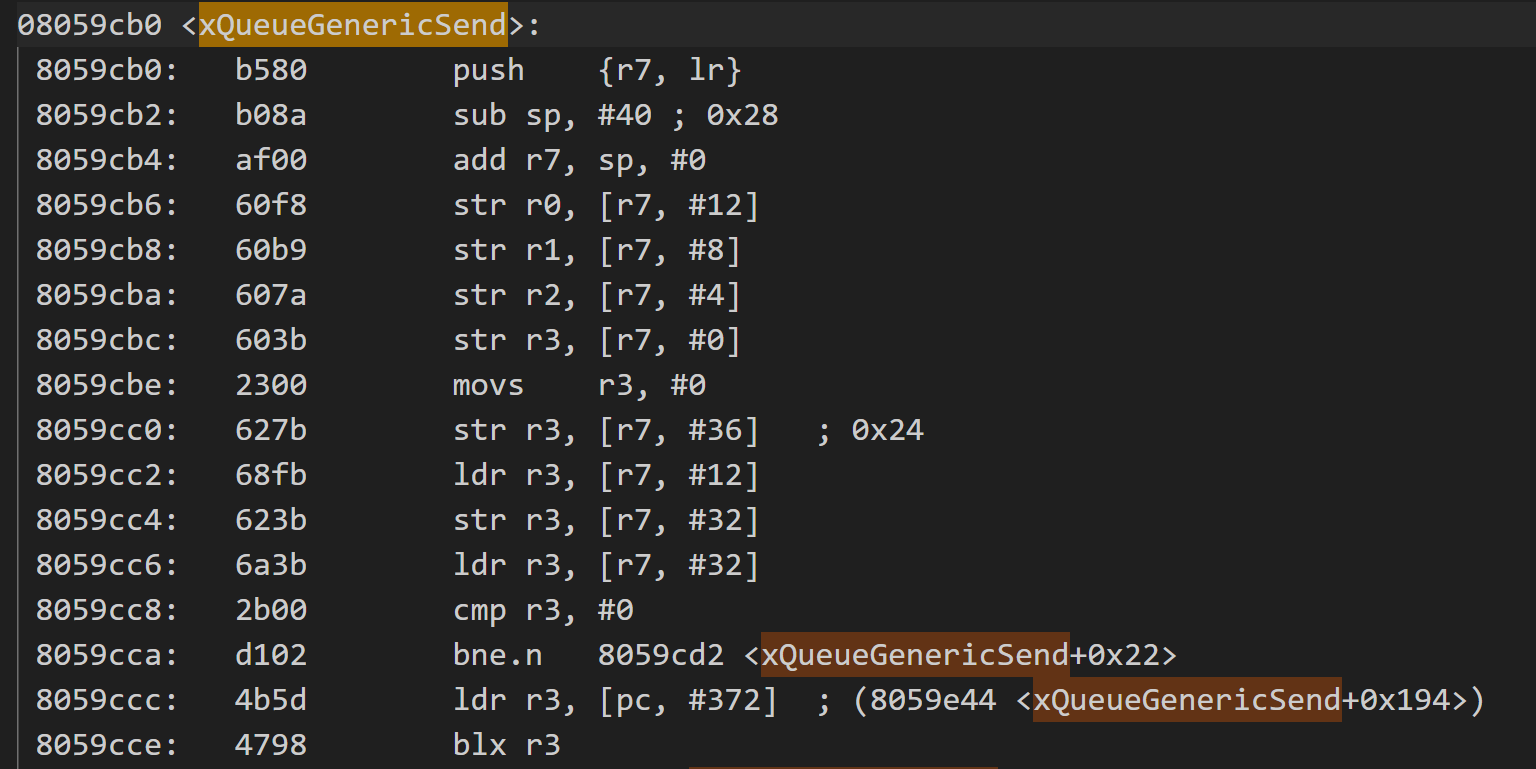 08059cb0 <xQueueGenericSend>:
8059cb0: b580 push {r7, lr}
8059cb2: b08a sub sp, #40 ; 0x28
8059cb4: af00 add r7, sp, #0
8059cb6: 60f8 str r0, [r7, #12]
8059cb8: 60b9 str r1, [r7, #8]
8059cba: 607a str r2, [r7, #4]
8059cbc: 603b str r3, [r7, #0]
8059cbe: 2300 movs r3, #0
8059cc0: 627b str r3, [r7, #36] ; 0x24
8059cc2: 68fb ldr r3, [r7, #12]
8059cc4: 623b str r3, [r7, #32]
8059cc6: 6a3b ldr r3, [r7, #32]
8059cc8: 2b00 cmp r3, #0
8059cca: d102 bne.n 8059cd2 <xQueueGenericSend+0x22>
8059ccc: 4b5d ldr r3, [pc, #372] ; (8059e44 <xQueueGenericSend+0x194>)
8059cce: 4798 blx r3